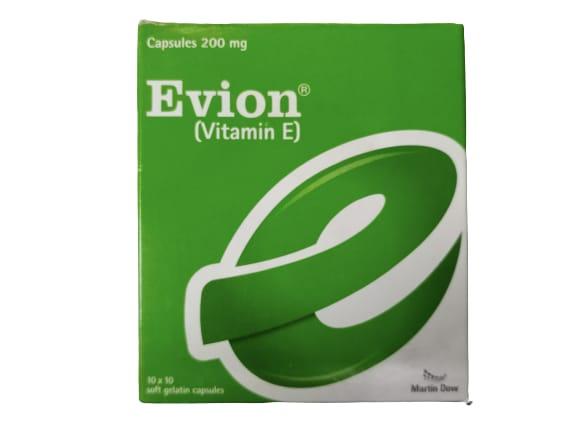 Capsules 200 mg
Evion®
(Vitamin E)
10 x 10
soft gelatin capsules
Martin Dow